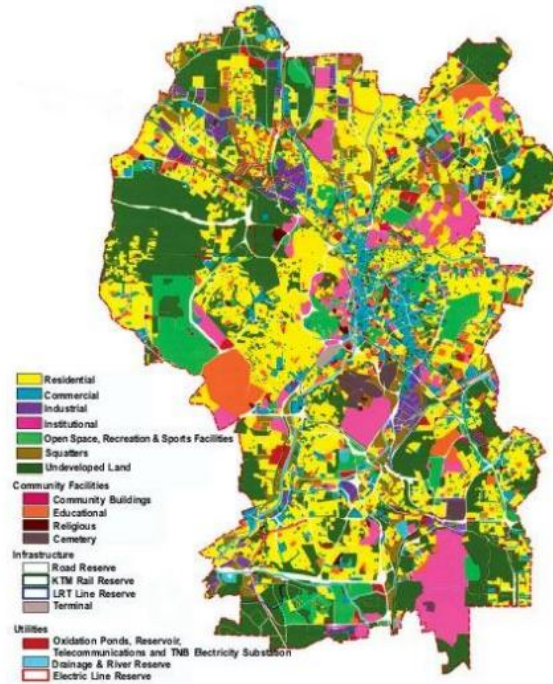 Residential
Commercial
Industrial
Institutional
Open Space, Recreation & Sports Facilities
Squatters
Undeveloped Land
Community Facilities
Community Buildings
Educational
Religious
Cemetery
Infrastructure
Road Reserve
KTM Rail Reserve
LRT Line Reserve
Terminal
Utilities
Oxidation Ponds, Reservoir,
Telecommunications and TNB Electricity Substation
Drainage & River Reserve
Electric Line Reserve